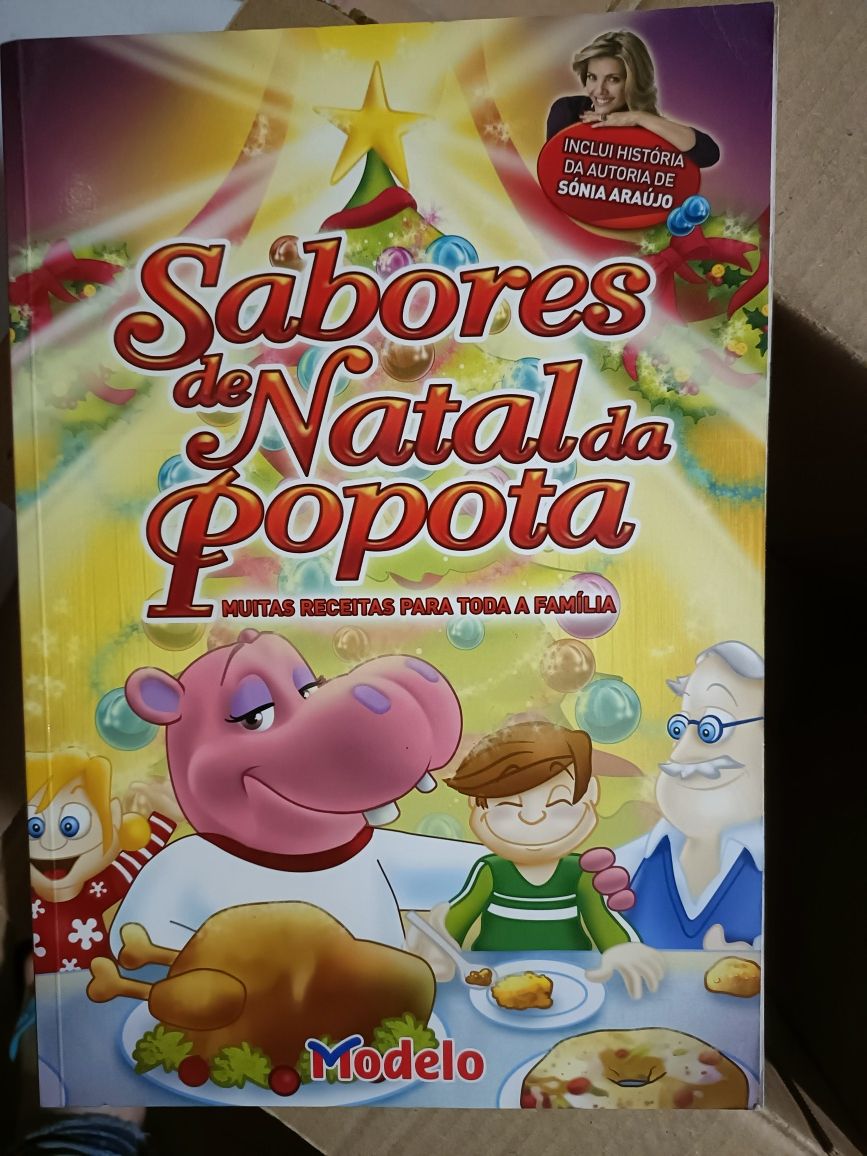 INCLUI HISTÓRIA
DA AUTORIA DE
SÓNIA ARAÚJO
Sabores
de Natal da
Popota
MUITAS RECEITAS PARA TODA A FAMÍLIA
Modelo